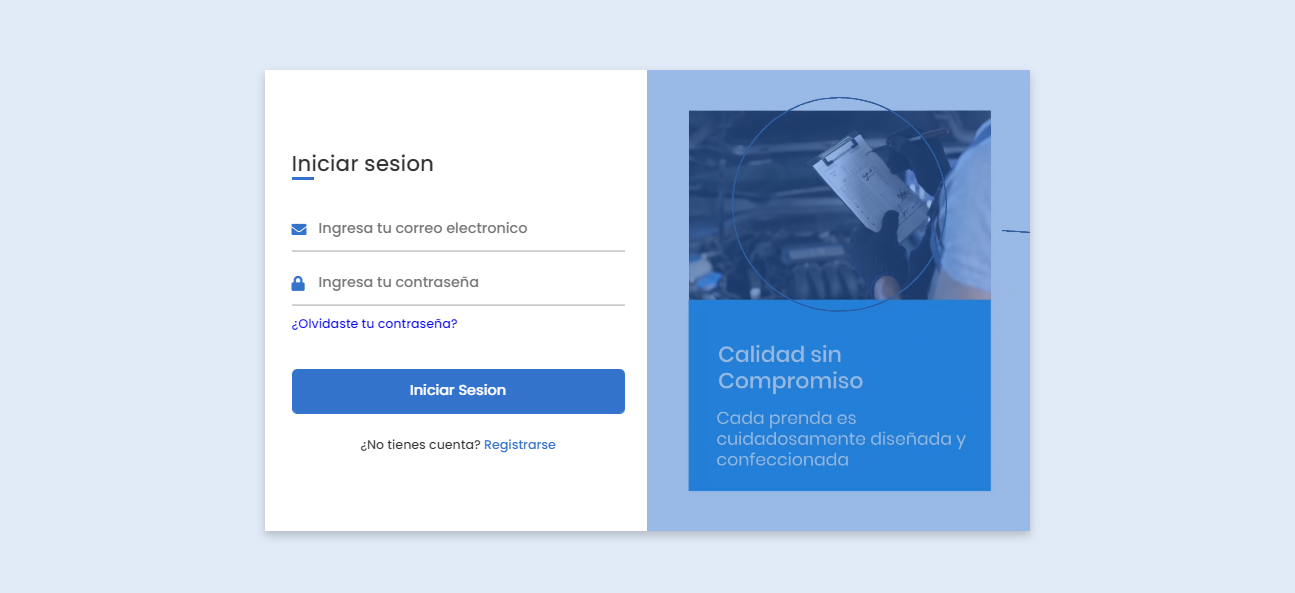 Iniciar sesion
Ingresa tu correo electronico
Ingresa tu contraseña
¿Olvidaste tu contraseña?
Iniciar Sesion
¿No tienes cuenta? Registrarse
Calidad sin
Compromiso
Cada prenda es
cuidadosamente diseñada y
confeccionada